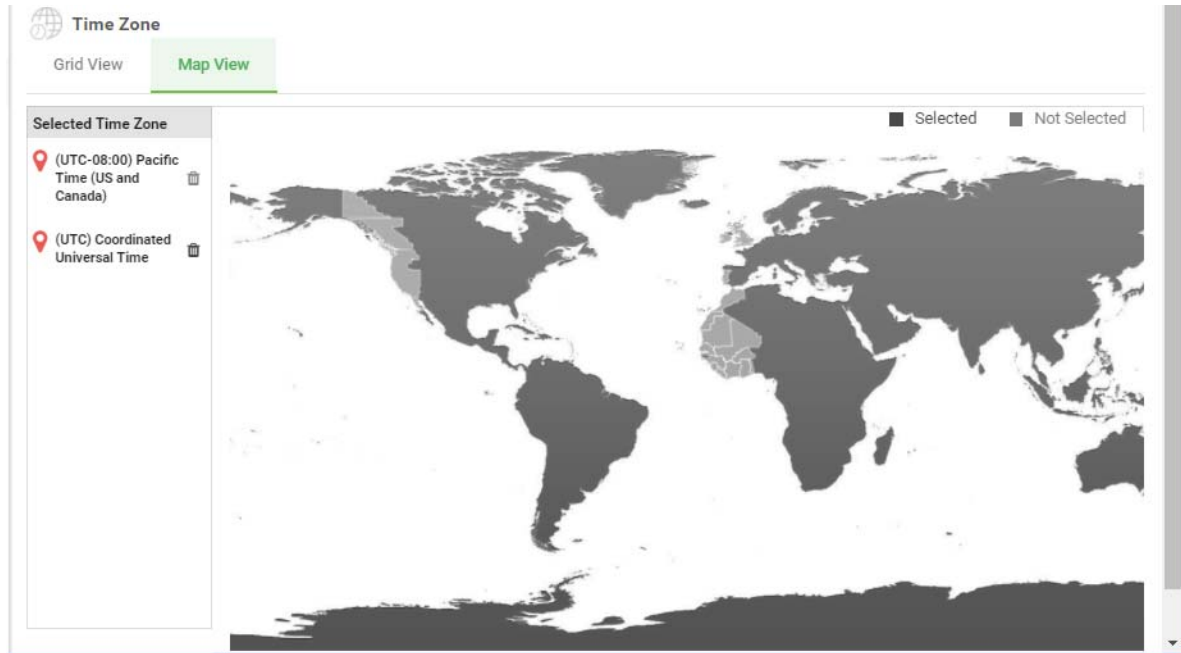 Time Zone
Grid View
Map View
Selected Time Zone
Selected
Not Selected
(UTC-08:00) Pacific
Time (US and
Canada)
(UTC) Coordinated
Universal Time